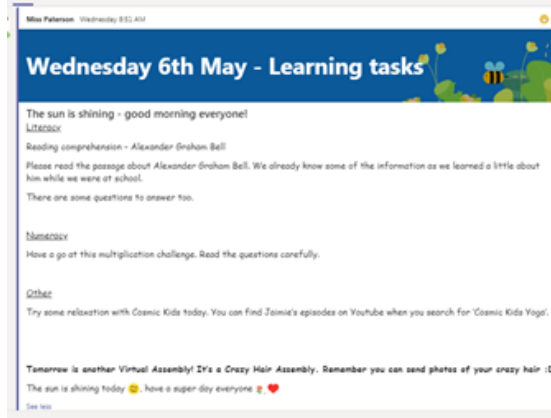 Miss Paterson Wednesday 8:51 AM
Wednesday 6th May - Learning tasks
The sun is shining - good morning everyone!
Literacy
Reading comprehension - Alexander Graham Bell
Please read the passage about Alexander Graham Bell. We already know some of the information as we learned a little about
him while we were at school.
There are some questions to answer too.
Numeracy
Have a go at this multiplication challenge. Read the questions carefully.
Other
Try some relaxation with Cosmic Kids today. You can find Jaimie's episodes on Youtube when you search for 'Cosmic Kids Yoga'.
Tomorrow is another Virtual Assembly! It's a Crazy Hair Assembly. Remember you can send photos of your crazy hair :D
The sun is shining today 😊. have a super day everyone ❤️
See less